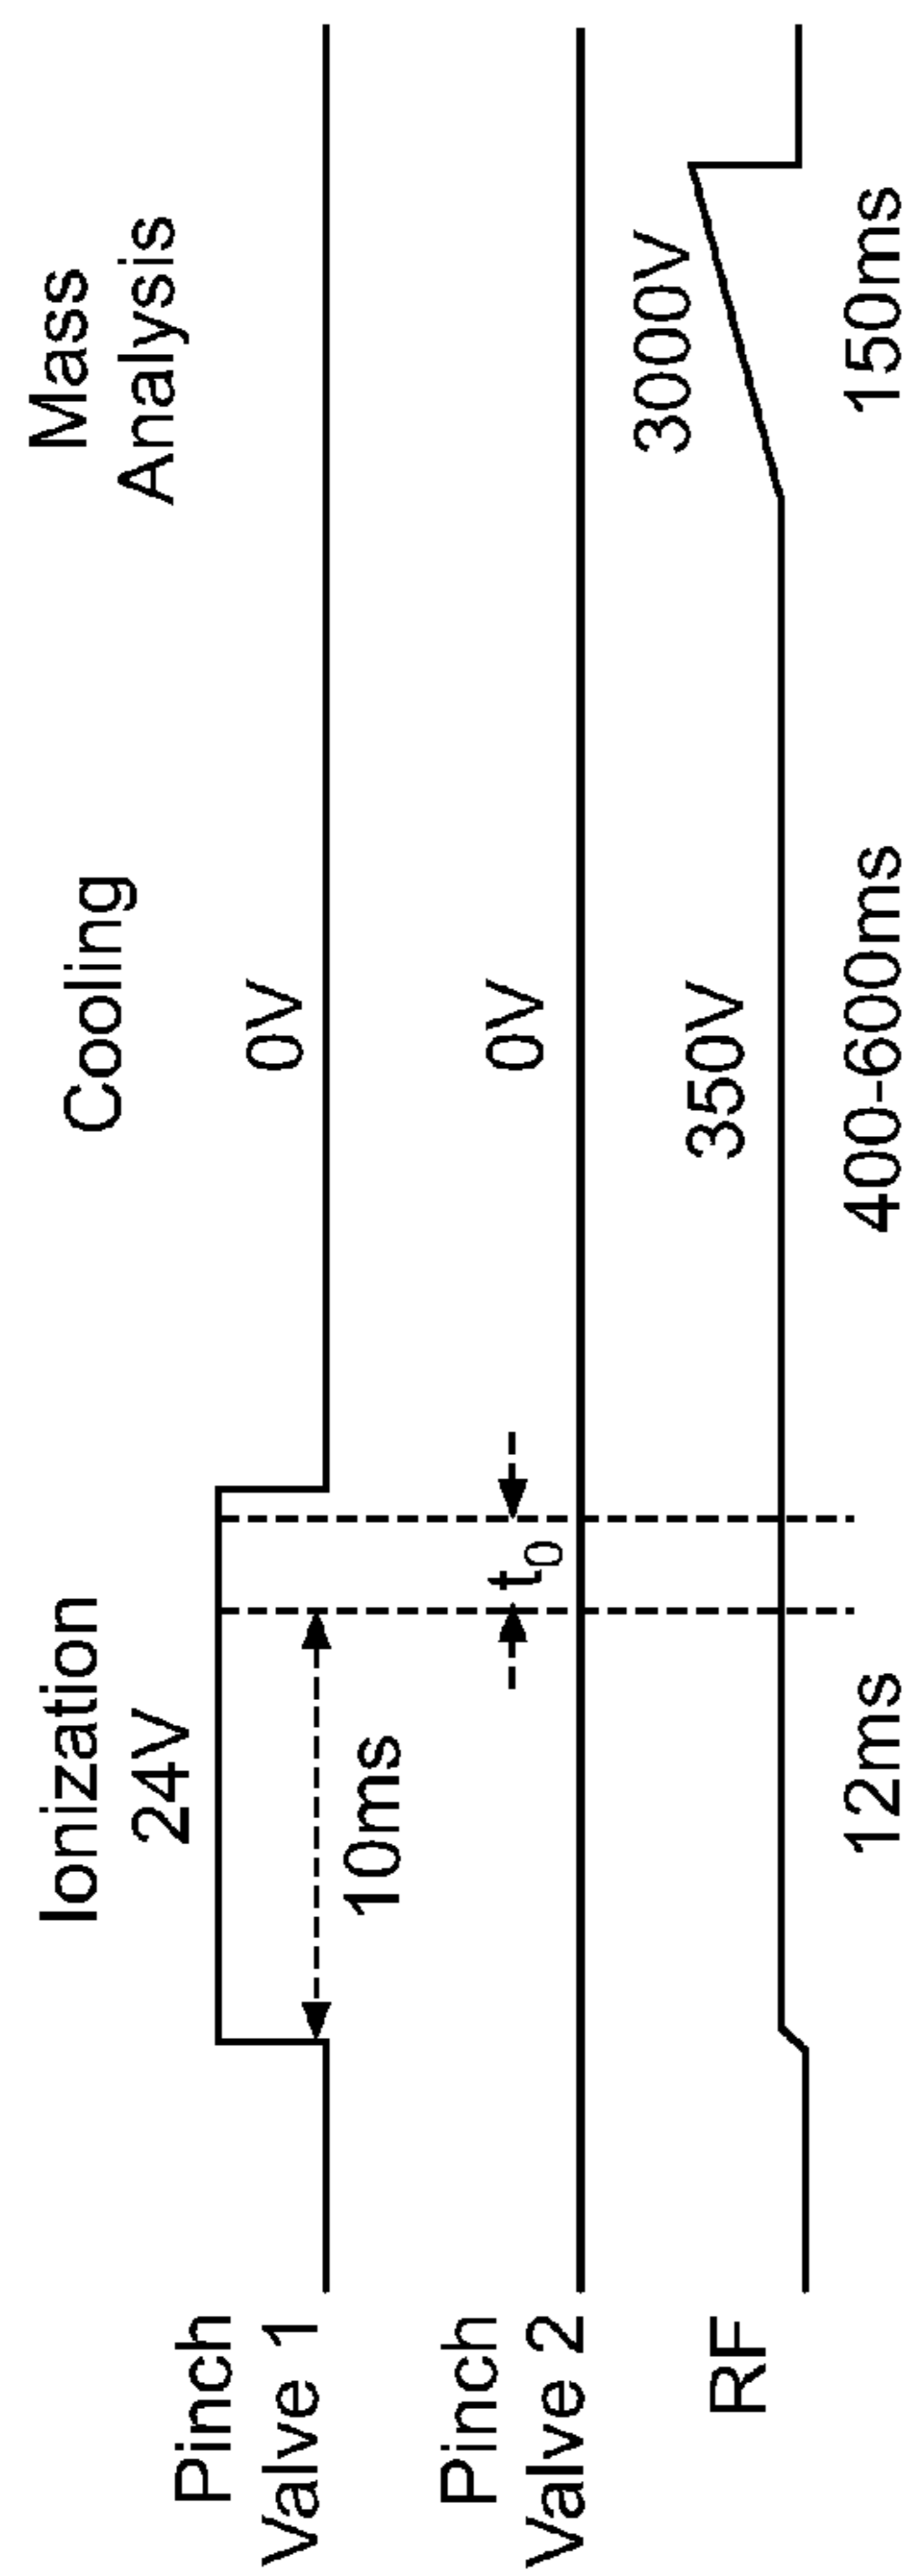 Ionization
Cooling
Mass
Analysis
Pinch
Valve 1
24V
0V
10ms
Pinch
Valve 2
t₀
0V
RF
350V
3000V
12ms
400-600ms
150ms